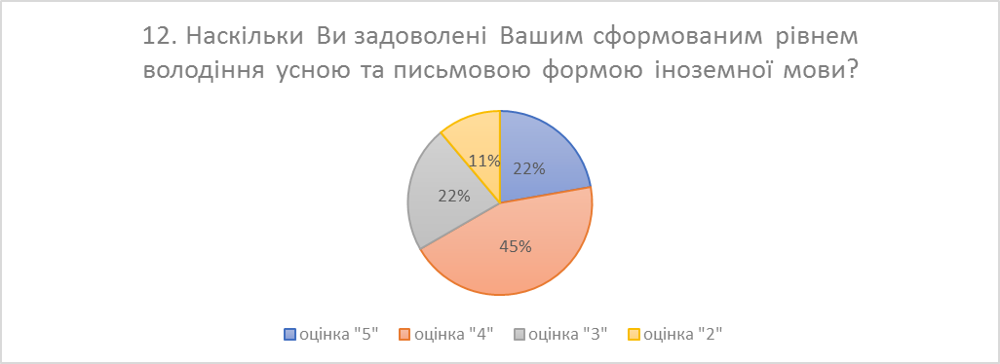 12. Наскільки Ви задоволені Вашим сформованим рівнем
володіння усною та письмовою формою іноземної мови?
11%
22%
22%
45%
оцінка "5" оцінка "4" оцінка "3" оцінка "2"